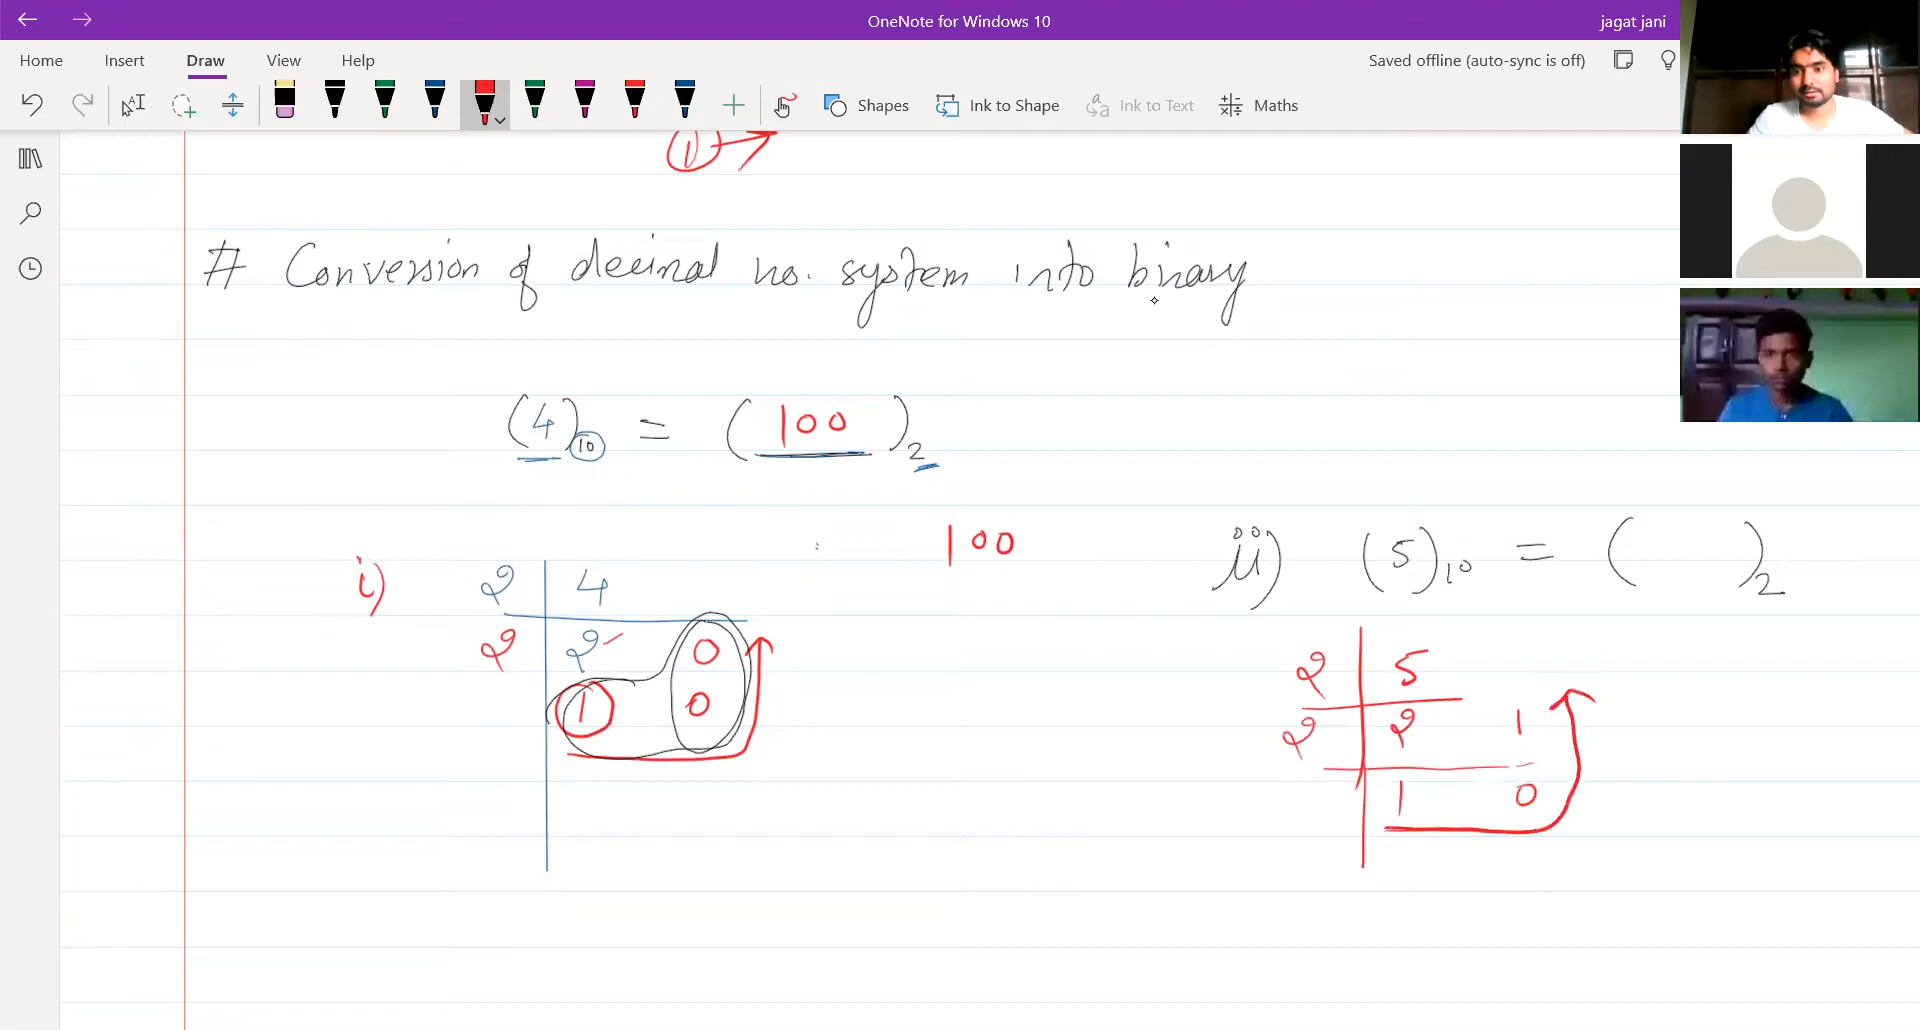 OneNote for Windows 10
jagat jani
Home Insert Draw View Help
Saved offline (auto-sync is off)
Shapes Ink to Shape Ink to Text Maths
1
# Conversion of decimal no. system into binary
(4)10 = (100)2
100
i)
2 4
2 2 0
1 0
ii) (5)10 = ( )2
2 5
2 2 1
1 0